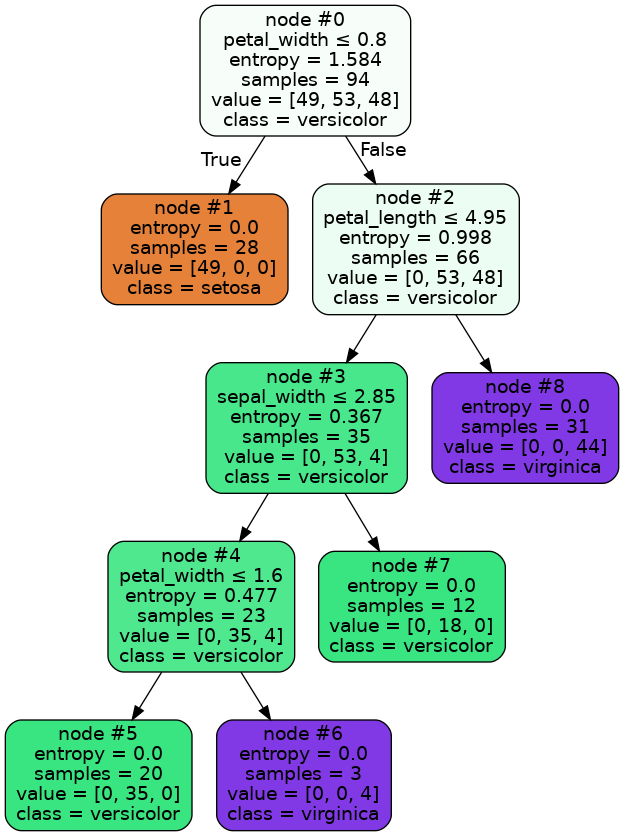 node #0
petal_width ≤ 0.8
entropy = 1.584
samples = 94
value = [49, 53, 48]
class = versicolor
True
False
node #1
entropy = 0.0
samples = 28
value = [49, 0, 0]
class = setosa
node #2
petal_length ≤ 4.95
entropy = 0.998
samples = 66
value = [0, 53, 48]
class = versicolor
node #3
sepal_width ≤ 2.85
entropy = 0.367
samples = 35
value = [0, 53, 4]
class = versicolor
node #8
entropy = 0.0
samples = 31
value = [0, 0, 44]
class = virginica
node #4
petal_width ≤ 1.6
entropy = 0.477
samples = 23
value = [0, 35, 4]
class = versicolor
node #7
entropy = 0.0
samples = 12
value = [0, 18, 0]
class = versicolor
node #5
entropy = 0.0
samples = 20
value = [0, 35, 0]
class = versicolor
node #6
entropy = 0.0
samples = 3
value = [0, 0, 4]
class = virginica